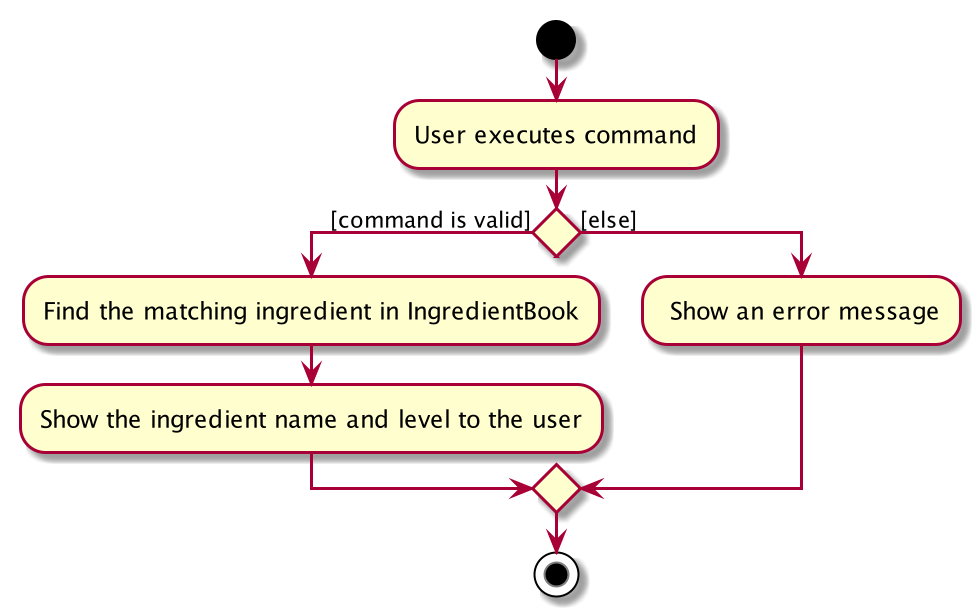 User executes command
[command is valid]
[else]
Find the matching ingredient in IngredientBook
Show an error message
Show the ingredient name and level to the user